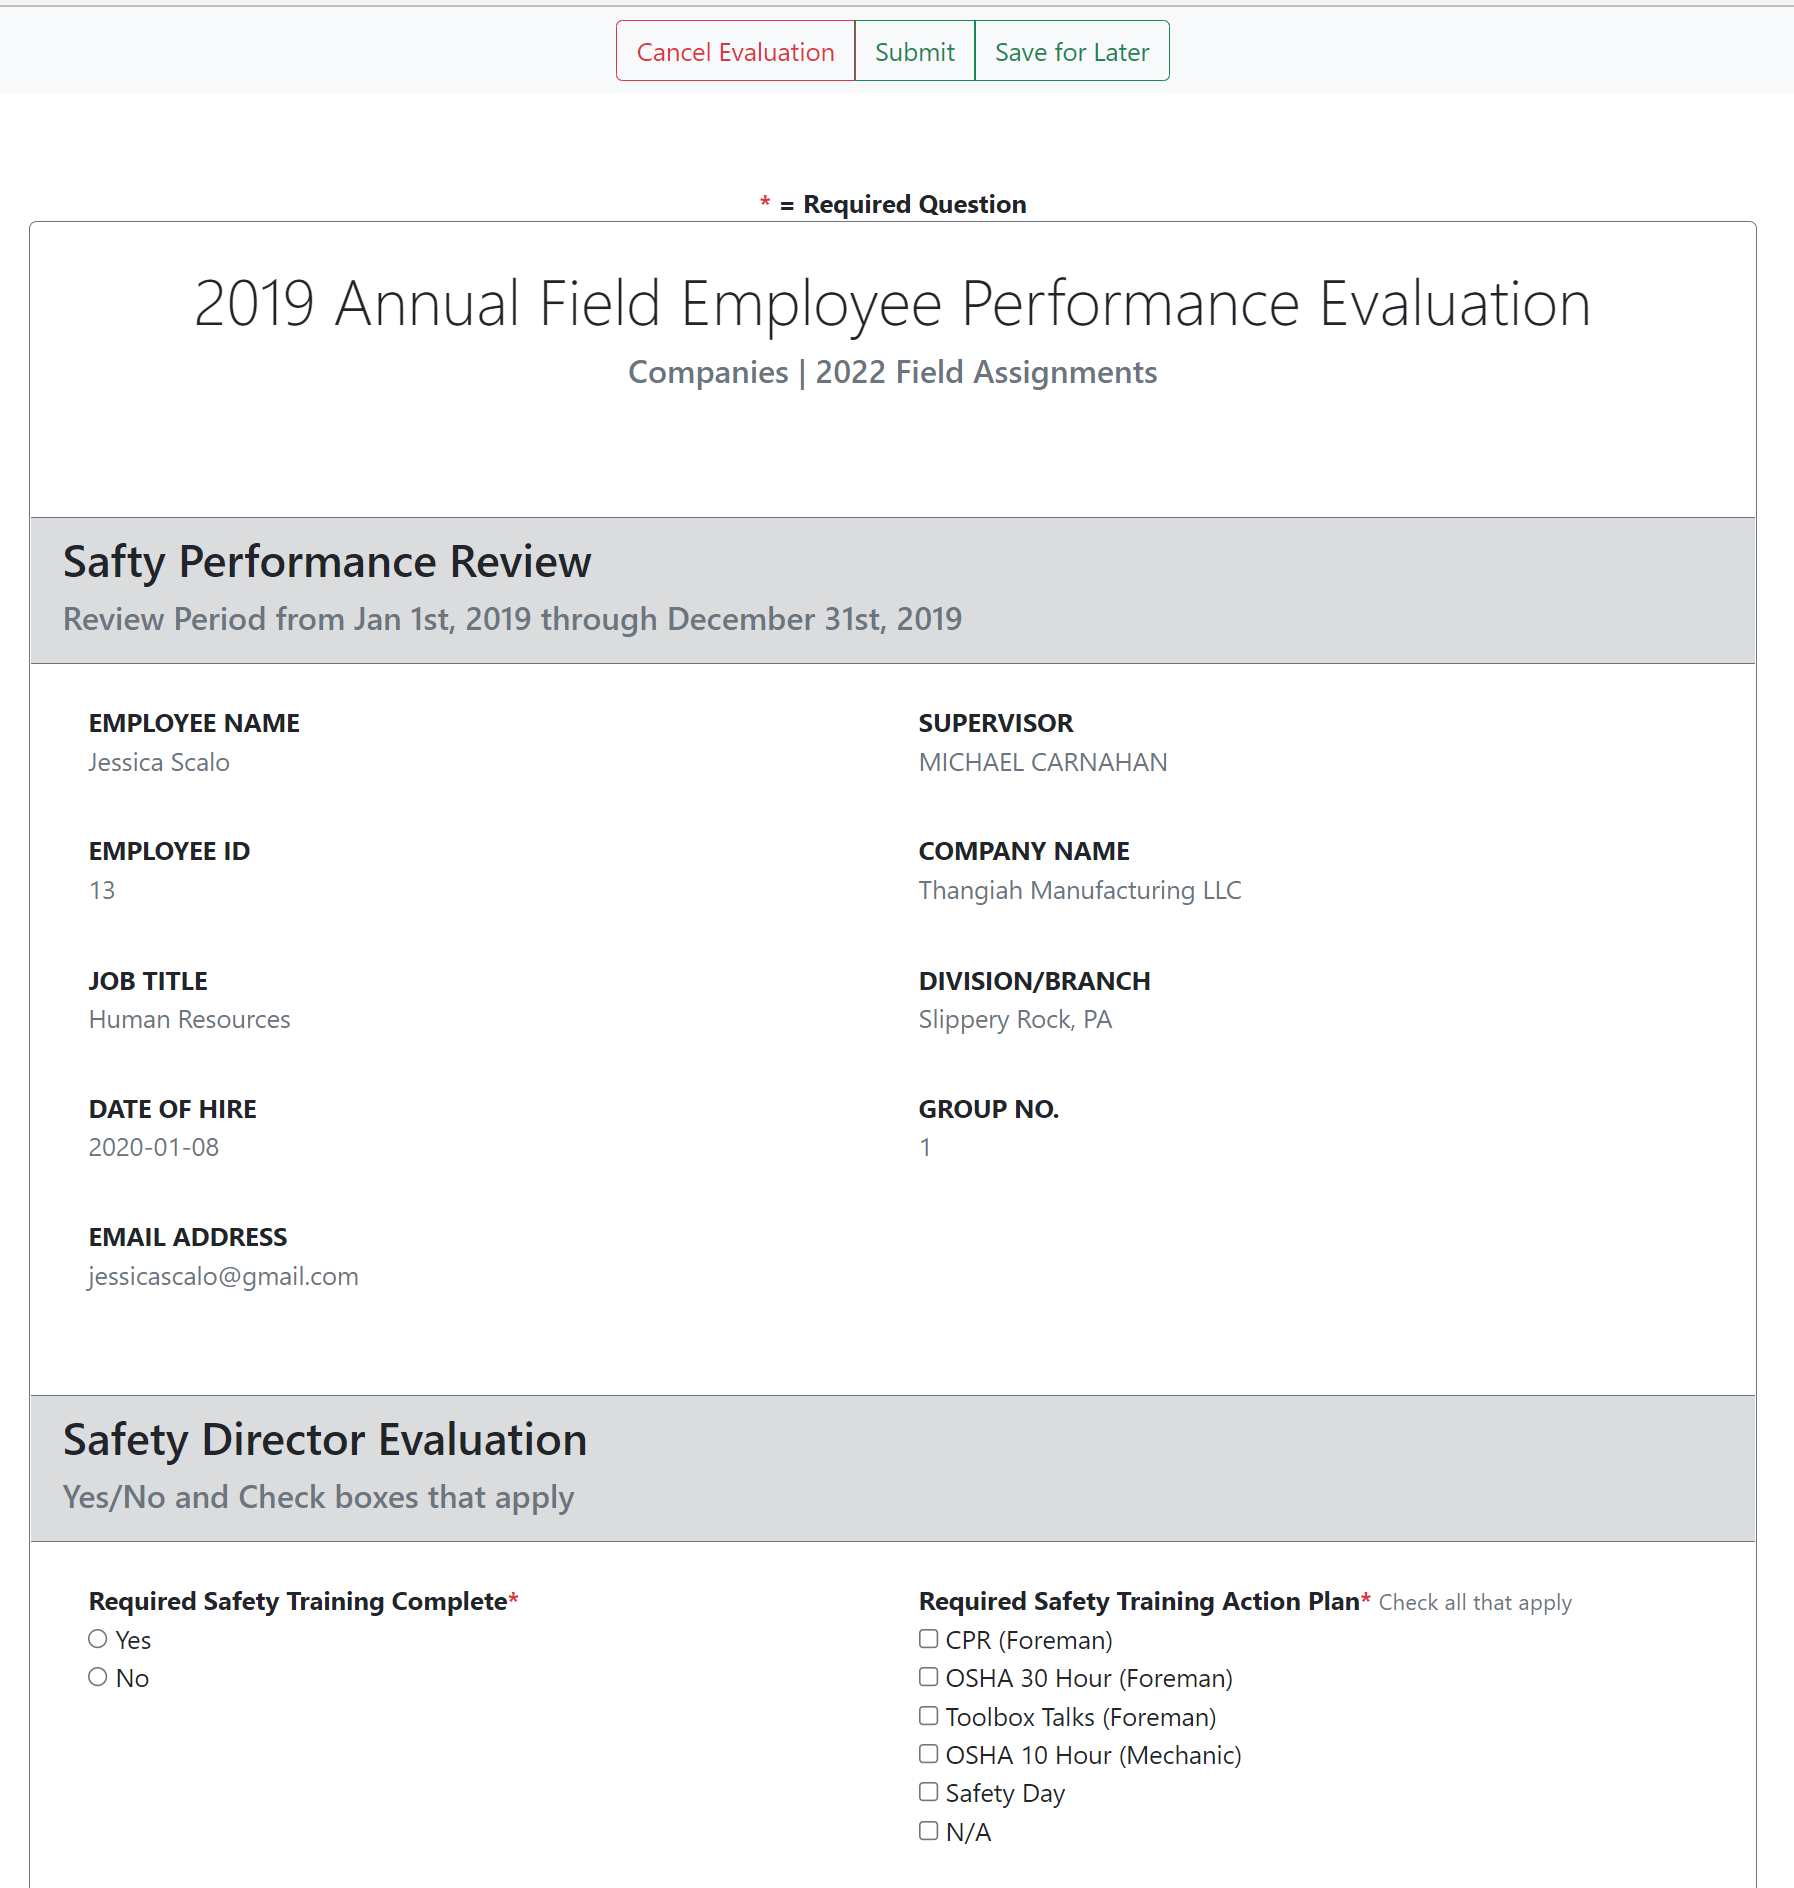 Cancel Evaluation Submit Save for Later
* = Required Question
2019 Annual Field Employee Performance Evaluation
Companies | 2022 Field Assignments
Safty Performance Review
Review Period from Jan 1st, 2019 through December 31st, 2019
EMPLOYEE NAME
Jessica Scalo
SUPERVISOR
MICHAEL CARNAHAN
EMPLOYEE ID
13
COMPANY NAME
Thangiah Manufacturing LLC
JOB TITLE
Human Resources
DIVISION/BRANCH
Slippery Rock, PA
DATE OF HIRE
2020-01-08
GROUP NO.
1
EMAIL ADDRESS
jessicascalo@gmail.com
Safety Director Evaluation
Yes/No and Check boxes that apply
Required Safety Training Complete*
Yes
No
Required Safety Training Action Plan* Check all that apply
CPR (Foreman)
OSHA 30 Hour (Foreman)
Toolbox Talks (Foreman)
OSHA 10 Hour (Mechanic)
Safety Day
N/A